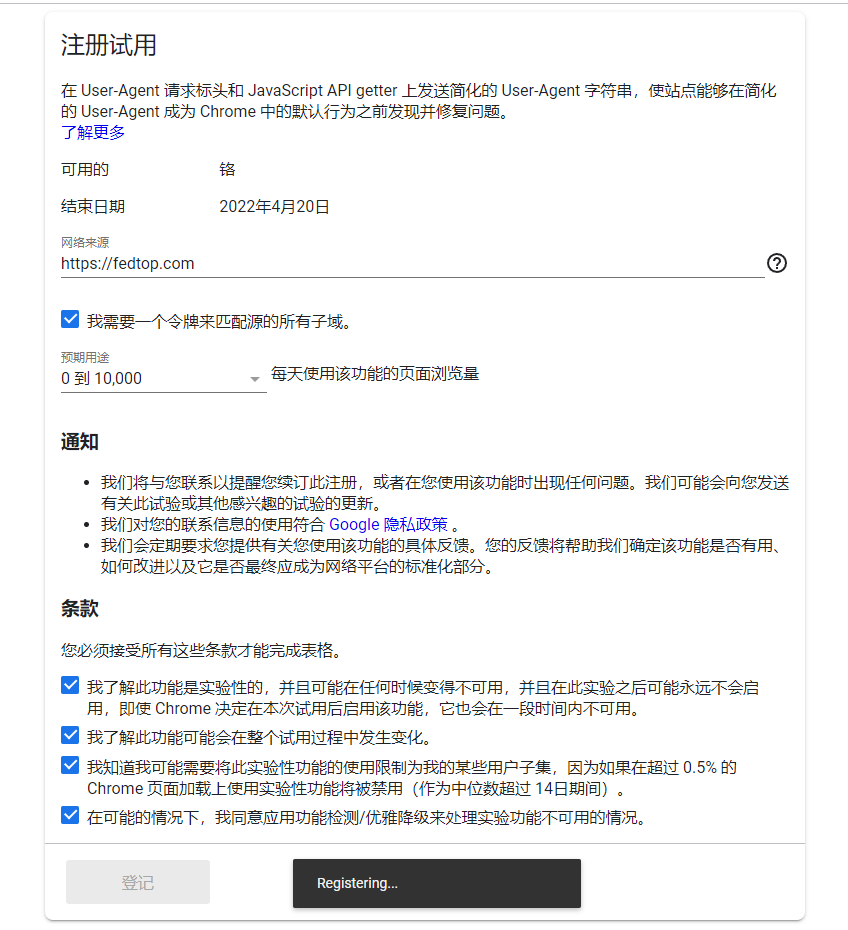 注册试用
在 User-Agent 请求标头和 JavaScript API getter 上发送简化的 User-Agent 字符串，使站点能够在简化
的 User-Agent 成为 Chrome 中的默认行为之前发现并修复问题。
了解更多
可用的 铬
结束日期 2022年4月20日
网络来源
https://fedtop.com
我需要一个令牌来匹配源的所有子域。
预期用途
0 到 10,000 每天使用该功能的页面浏览量
通知
我们将与您联系以提醒您续订此注册，或者在您使用该功能时出现任何问题。我们可能会向您发送
有关此试验或其他感兴趣的试验的更新。
我们对您的联系信息的使用符合 Google 隐私政策 。
我们会定期要求您提供有关您使用该功能的具体反馈。您的反馈将帮助我们确定该功能是否有用、
如何改进以及它是否最终应成为网络平台的标准化部分。
条款
您必须接受所有这些条款才能完成表格。
我了解此功能是实验性的，并且可能在任何时候变得不可用，并且在此实验之后可能永远不会启
用，即使 Chrome 决定在本次试用后启用该功能，它也会在一段时间内不可用。
我了解此功能可能会在整个试用过程中发生变化。
我知道我可能需要将此实验性功能的使用限制为我的某些用户子集，因为如果在超过 0.5% 的
Chrome 页面加载上使用实验性功能将被禁用（作为中位数超过 14日期间）。
在可能的情况下，我同意应用功能检测/优雅降级来处理实验功能不可用的情况。
登记 Registering...